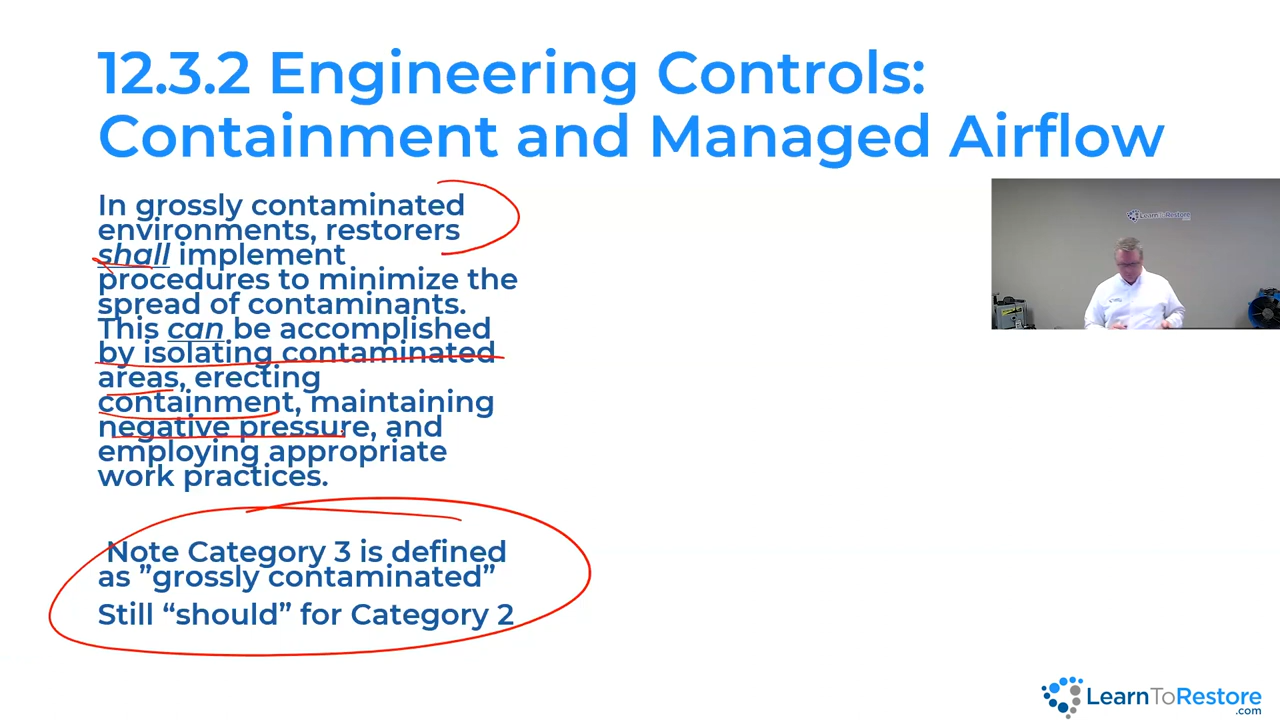 12.3.2 Engineering Controls:
Containment and Managed Airflow
In grossly contaminated
environments, restorers
shall implement
procedures to minimize the
spread of contaminants.
This can be accomplished
by isolating contaminated
areas, erecting
containment, maintaining
negative pressure, and
employing appropriate
work practices.
Note Category 3 is defined
as ”grossly contaminated”
Still “should” for Category 2
LearnToRestore
LearnToRestore
.com